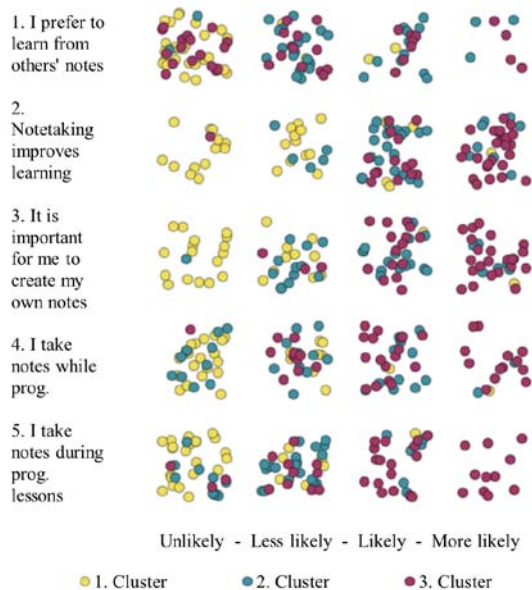 1. I prefer to
learn from
others' notes
2.
Notetaking
improves
learning
3. It is
important
for me to
create my
own notes
4. I take
notes while
prog.
5. I take
notes during
prog.
lessons
Unlikely - Less likely - Likely - More likely
1. Cluster 2. Cluster 3. Cluster